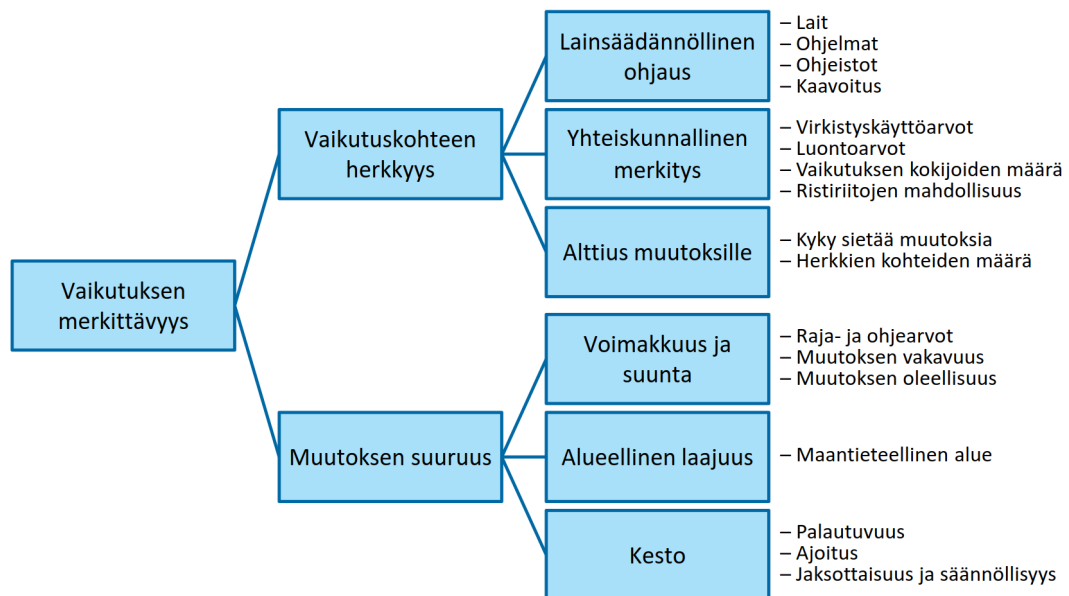 Vaikutuksen
merkittävyys
Vaikutuskohteen
herkkyys
Lainsäädännöllinen
ohjaus
– Lait
– Ohjelmat
– Ohjeistot
– Kaavoitus
Yhteiskunnallinen
merkitys
– Virkistyskäyttöarvot
– Luontoarvot
– Vaikutuksen kokijoiden määrä
– Ristiriitojen mahdollisuus
Alttius muutoksille
– Kyky sietää muutoksia
– Herkkien kohteiden määrä
Muutoksen suuruus
Voimakkuus ja
suunta
– Raja- ja ohjearvot
– Muutoksen vakavuus
– Muutoksen oleellisuus
Alueellinen laajuus
– Maantieteellinen alue
Kesto
– Palautuvuus
– Ajoitus
– Jaksottaisuus ja säännöllisyys